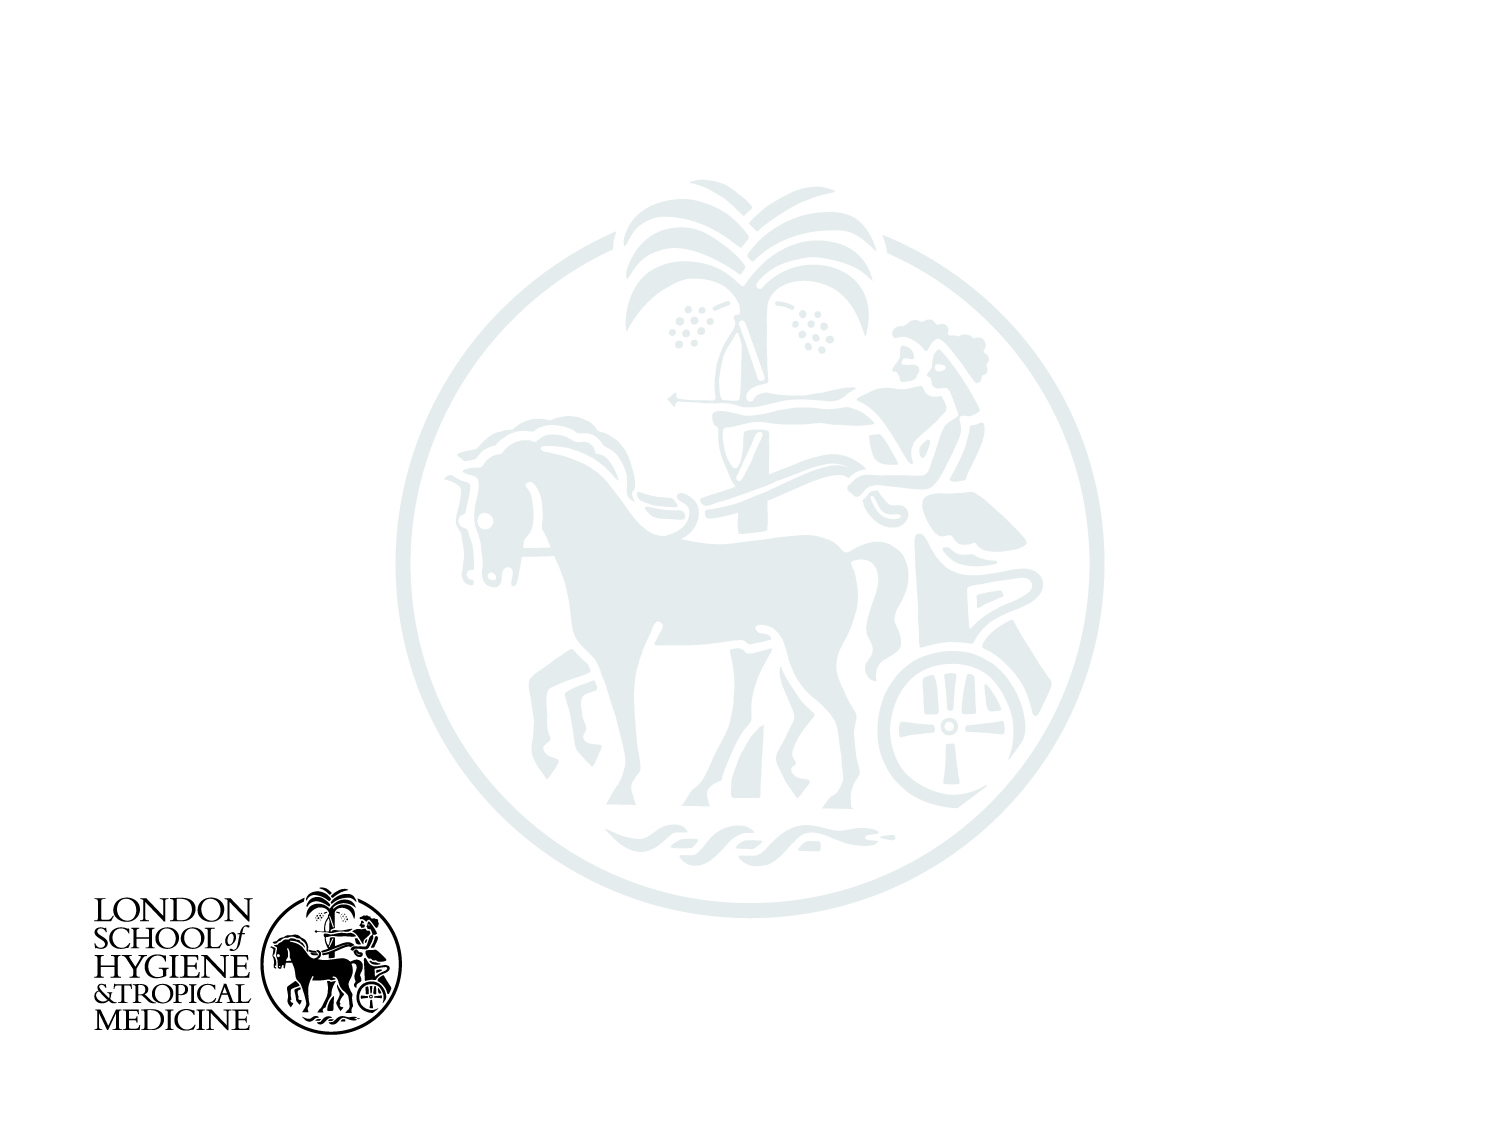 LONDON
SCHOOL of
HYGIENE
&TROPICAL
MEDICINE